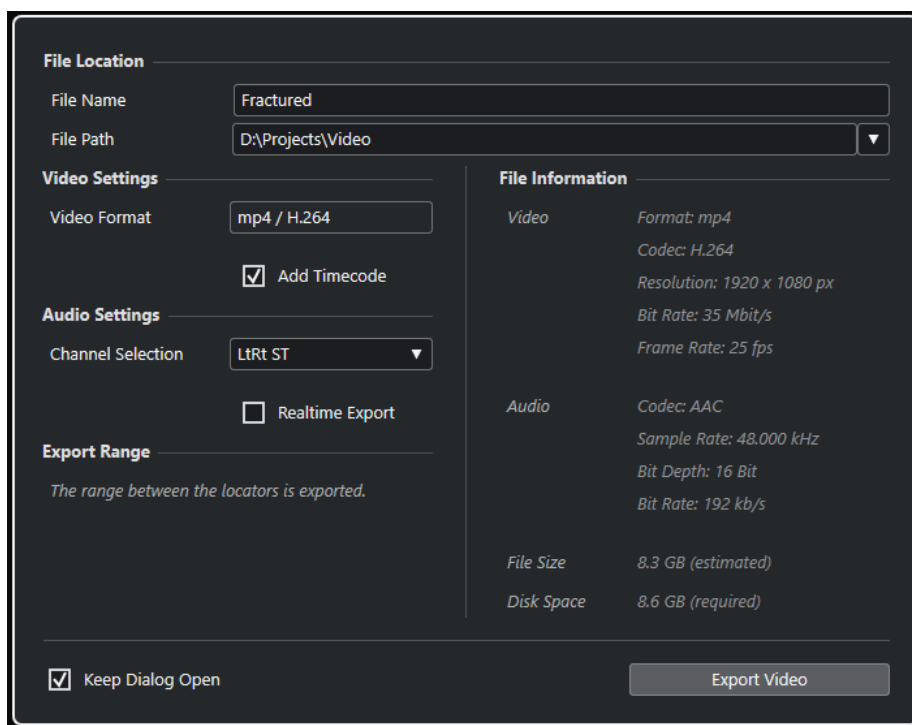 File Location
File Name Fractured
File Path D:\Projects\Video
Video Settings
Video Format mp4 / H.264
Add Timecode
Audio Settings
Channel Selection LtRt ST
Realtime Export
Export Range
The range between the locators is exported.
File Information
Video Format: mp4
Codec: H.264
Resolution: 1920 x 1080 px
Bit Rate: 35 Mbit/s
Frame Rate: 25 fps
Audio Codec: AAC
Sample Rate: 48.000 kHz
Bit Depth: 16 Bit
Bit Rate: 192 kb/s
File Size 8.3 GB (estimated)
Disk Space 8.6 GB (required)
Keep Dialog Open
Export Video